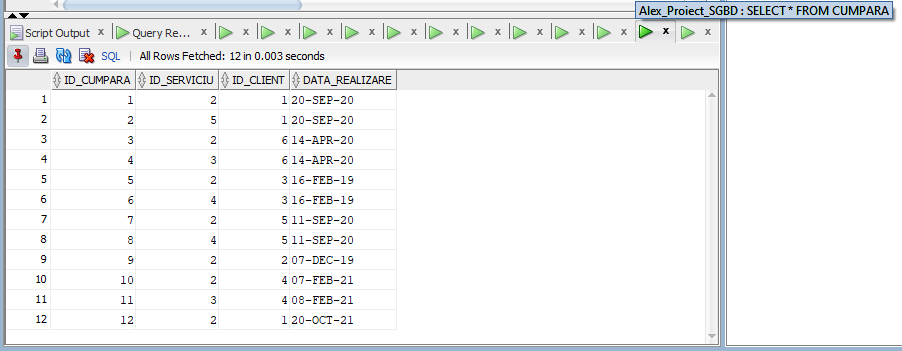 Alex_Proiect_SGBD : SELECT * FROM CUMPARA
Script Output x Query Re... x x x x x x x x x x x x x
SQL | All Rows Fetched: 12 in 0.003 seconds
ID_CUMPARA ID_SERVICIU ID_CLIENT DATA_REALIZARE
1 1 2 1 20-SEP-20
2 2 5 1 20-SEP-20
3 3 2 6 14-APR-20
4 4 3 6 14-APR-20
5 5 2 3 16-FEB-19
6 6 4 3 16-FEB-19
7 7 2 5 11-SEP-20
8 8 4 5 11-SEP-20
9 9 2 2 07-DEC-19
10 10 2 4 07-FEB-21
11 11 3 4 08-FEB-21
12 12 2 1 20-OCT-21